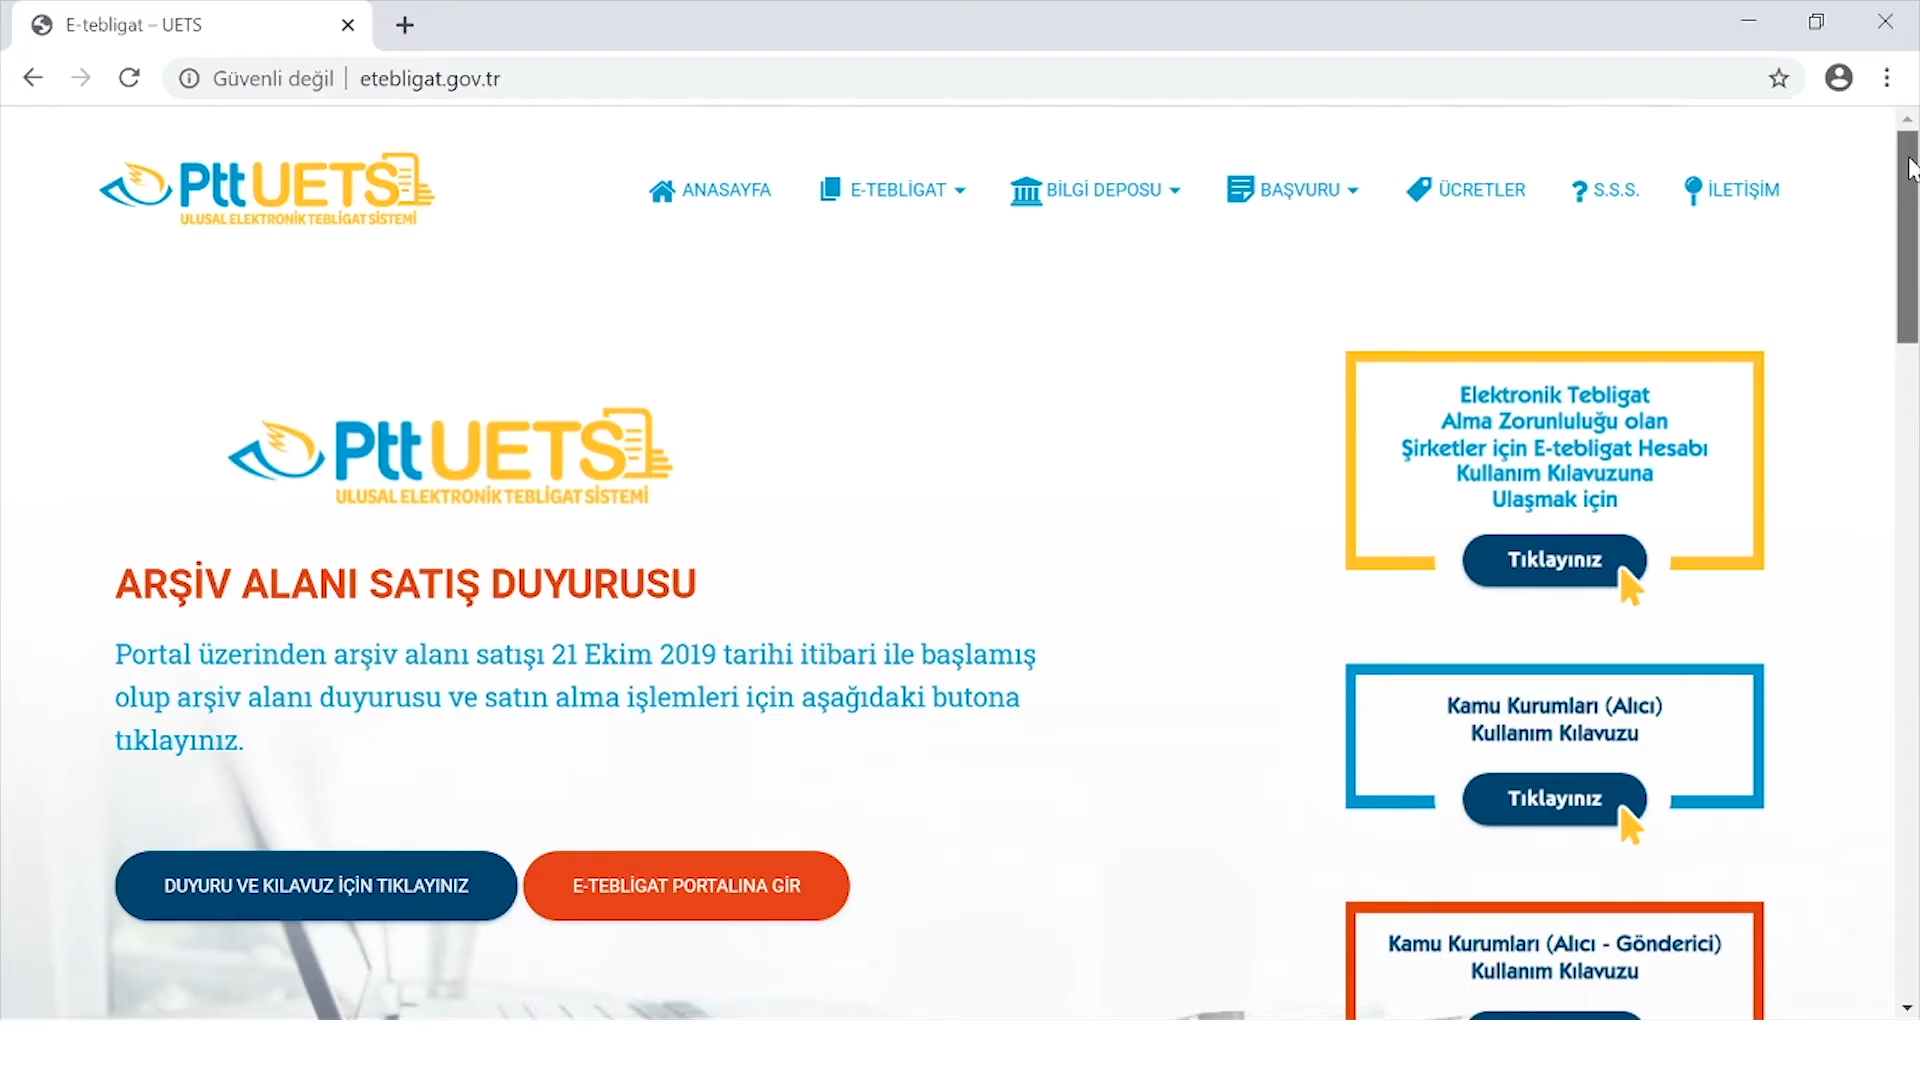 E-tebligat – UETS
Güvenli değil
etebligat.gov.tr
Ptt UETS
ULUSAL ELEKTRONİK TEBLİGAT SİSTEMİ
ANASAYFA
E-TEBLİGAT
BİLGİ DEPOSU
BAŞVURU
ÜCRETLER
S.S.S.
İLETİŞİM
Ptt UETS
ULUSAL ELEKTRONİK TEBLİGAT SİSTEMİ
ARŞİV ALANI SATIŞ DUYURUSU
Portal üzerinden arşiv alanı satışı 21 Ekim 2019 tarihi itibari ile başlamış
olup arşiv alanı duyurusu ve satın alma işlemleri için aşağıdaki butona
tıklayınız.
DUYURU VE KILAVUZ İÇİN TIKLAYINIZ
E-TEBLİGAT PORTALINA GİR
Elektronik Tebligat
Alma Zorunluluğu olan
Şirketler için E-tebligat Hesabı
Kullanım Kılavuzuna
Ulaşmak için
Tıklayınız
Kamu Kurumları (Alıcı)
Kullanım Kılavuzu
Tıklayınız
Kamu Kurumları (Alıcı - Gönderici)
Kullanım Kılavuzu